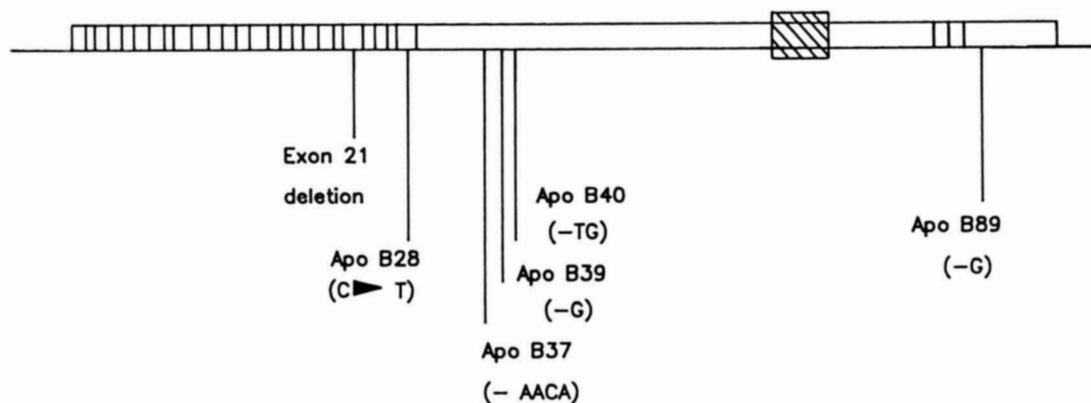 Exon 21
deletion
Apo B28
(C► T)
Apo B37
(– AACA)
Apo B39
(–G)
Apo B40
(–TG)
Apo B89
(–G)